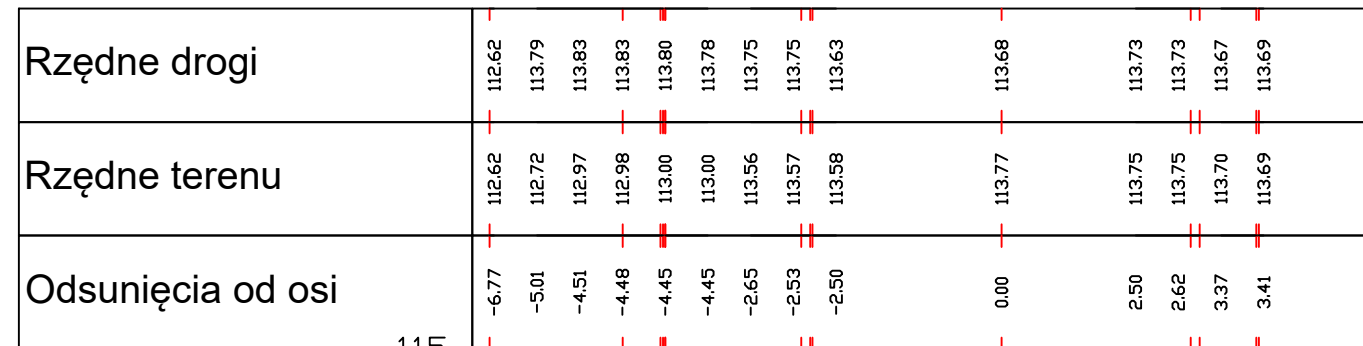 Rzędne drogi 112.62 113.79 113.83 113.83 113.80 113.78 113.75 113.75 113.63 113.68 113.73 113.73 113.67 113.69
Rzędne terenu 112.62 112.72 112.97 112.98 113.00 113.00 113.56 113.57 113.58 113.77 113.75 113.75 113.70 113.69
Odsunięcia od osi -6.77 -5.01 -4.51 -4.48 -4.45 -4.45 -2.65 -2.53 -2.50 0.00 2.50 2.62 3.37 3.41